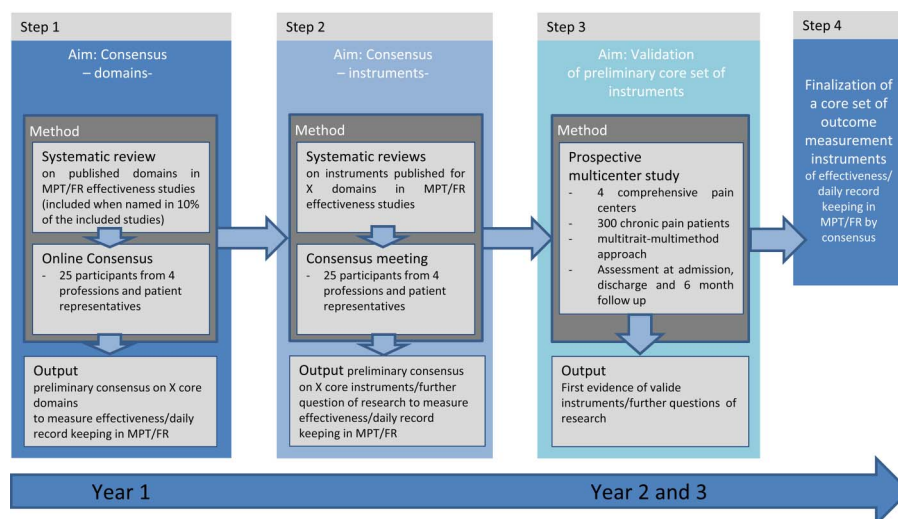 Step 1
Aim: Consensus
– domains-
Method
Systematic review
on published domains in
MPT/FR effectiveness studies
(included when named in 10%
of the included studies)
Online Consensus
- 25 participants from 4
professions and patient
representatives
Output
preliminary consensus on X core
domains
to measure effectiveness/daily
record keeping in MPT/FR
Step 2
Aim: Consensus
– instruments-
Method
Systematic reviews
on instruments published for
X domains in MPT/FR
effectiveness studies
Consensus meeting
- 25 participants from 4
professions and patient
representatives
Output preliminary consensus
on X core instruments/further
question of research to measure
effectiveness/daily record
keeping in MPT/FR
Step 3
Aim: Validation
of preliminary core set of
instruments
Method
Prospective
multicenter study
- 4 comprehensive pain
centers
- 300 chronic pain patients
- multitrait-multimethod
approach
- Assessment at admission,
discharge and 6 month
follow up
Output
First evidence of valide
instruments/further questions of
research
Step 4
Finalization of
a core set of
outcome
measurement
instruments
of effectiveness/
daily record
keeping in
MPT/FR by
consensus
Year 1
Year 2 and 3